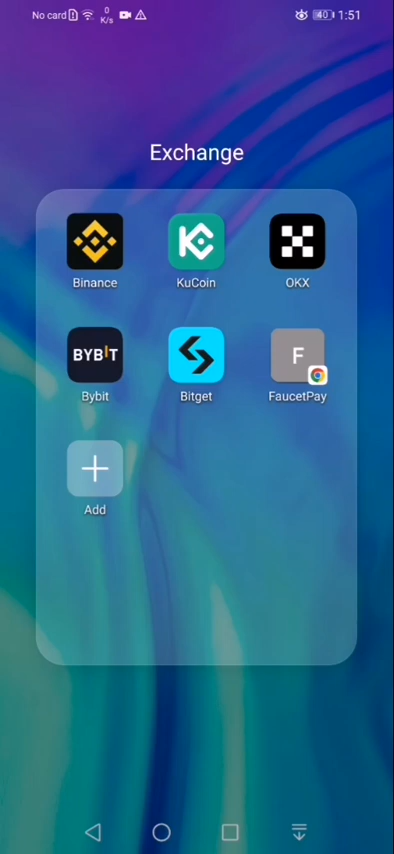 No card 0 K/s 40 1:51
Exchange
Binance KuCoin OKX
BYBIT F
Bybit Bitget FaucetPay
Add